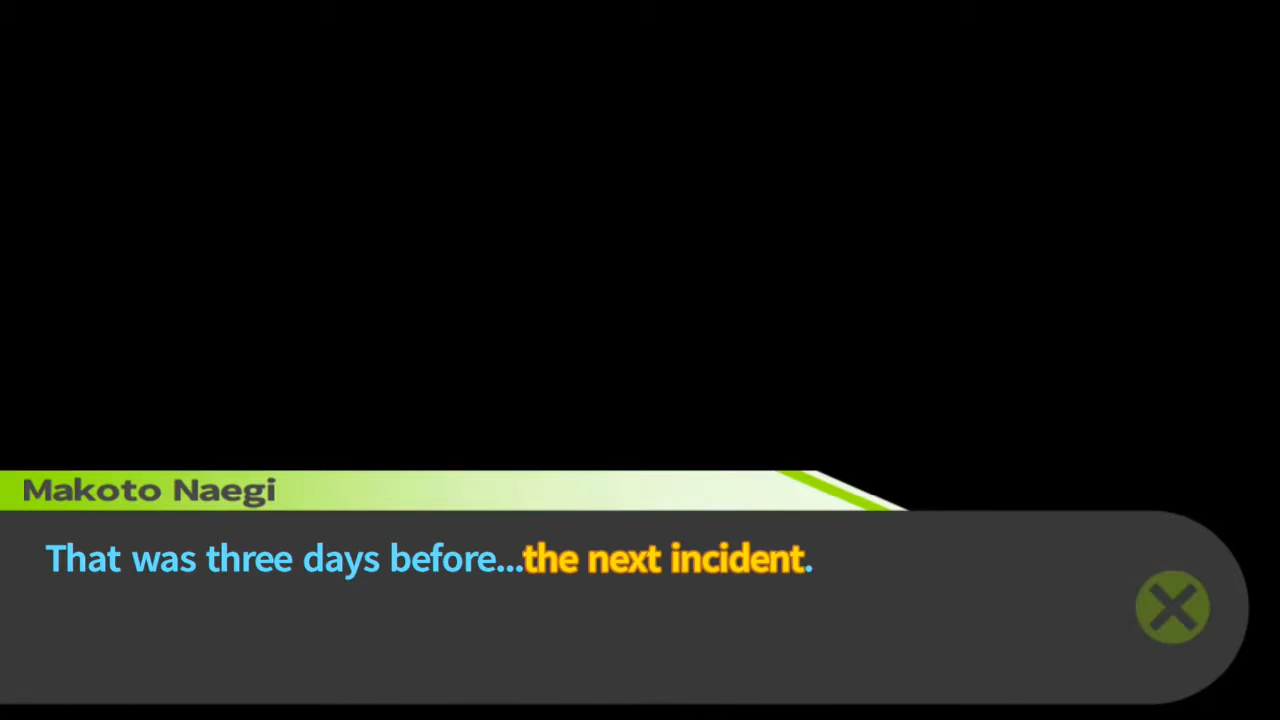 Makoto Naegi
That was three days before...the next incident.